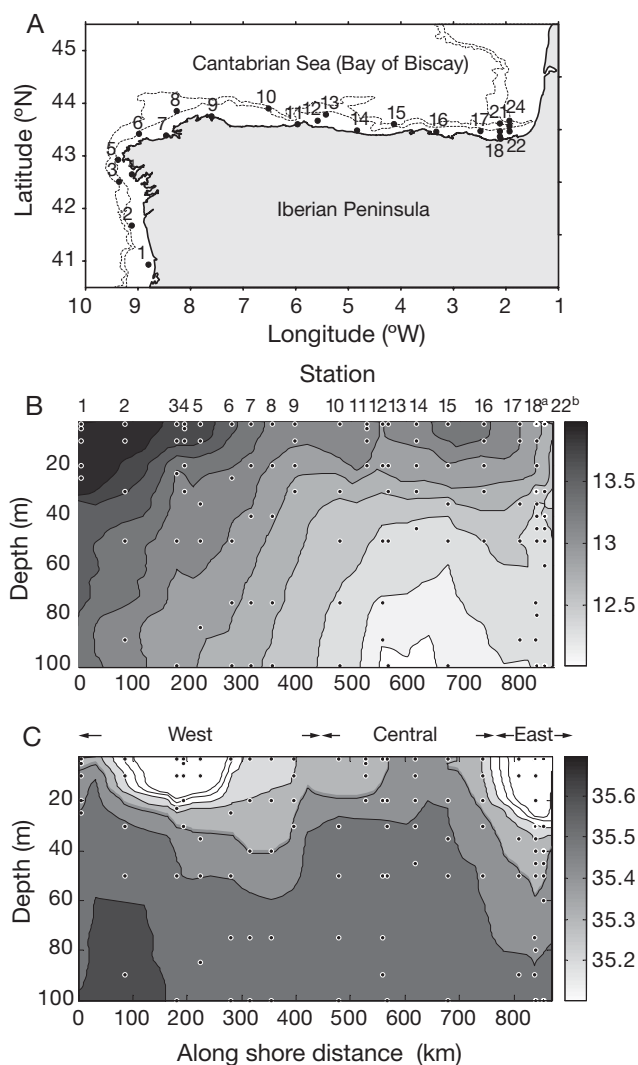 A
45
44
43
42
41
Latitude (°N)
Cantabrian Sea (Bay of Biscay)
Iberian Peninsula
8
10
9
12 13
11
6
7
5
3
4
2
1
14
15
16
17 21 24
18
22
10 9 8 7 6 5 4 3 2 1
Longitude (°W)
Station
B
1 2 34 5 6 7 8 9 10 11 12 13 14 15 16 17 18a 22b
20
40
60
80
100
Depth (m)
0 100 200 300 400 500 600 700 800
13.5
13
12.5
C
West Central East
20
40
60
80
100
Depth (m)
0 100 200 300 400 500 600 700 800
Along shore distance (km)
35.6
35.5
35.4
35.3
35.2